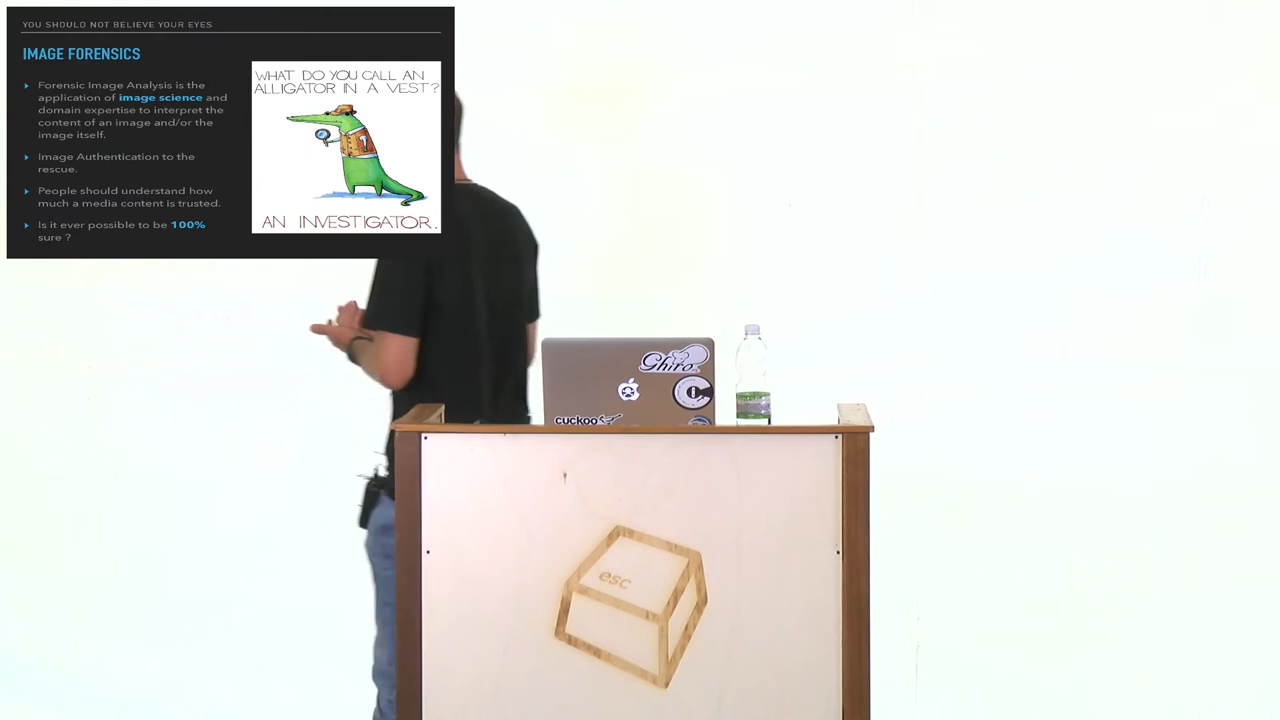 YOU SHOULD NOT BELIEVE YOUR EYES
IMAGE FORENSICS
Forensic Image Analysis is the
application of image science and
domain expertise to interpret the
content of an image and/or the
image itself.
Image Authentication to the
rescue.
People should understand how
much a media content is trusted.
Is it ever possible to be 100%
sure ?
WHAT DO YOU CALL AN
ALLIGATOR IN A VEST?
AN INVESTIGATOR.
Ghiro
cuckoo
esc